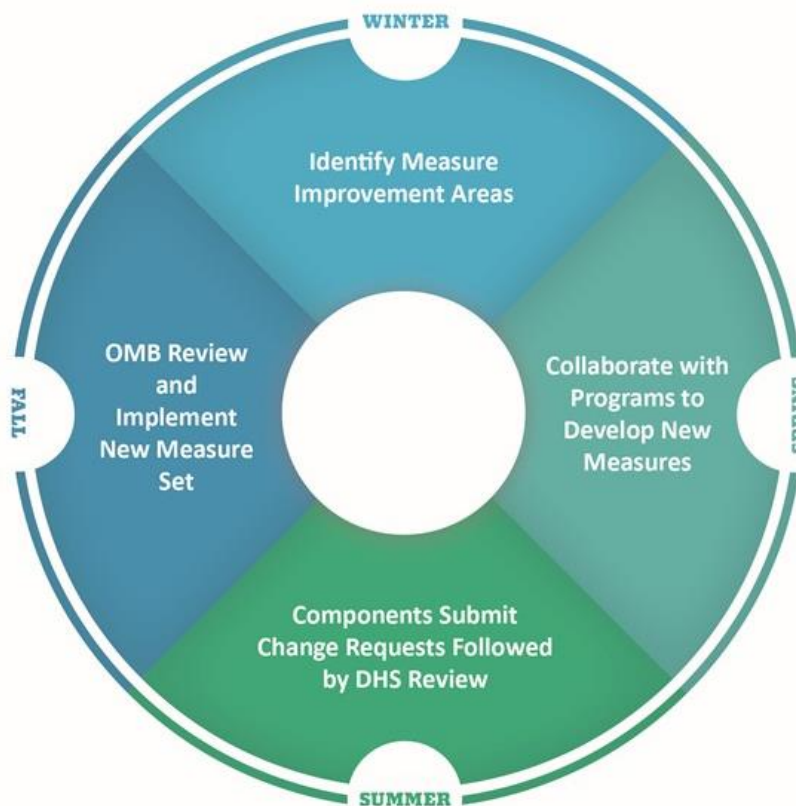 WINTER
Identify Measure
Improvement Areas
OMB Review
and
Implement
New Measure
Set
FALL
Collaborate with
Programs to
Develop New
Measures
SPRING
Components Submit
Change Requests Followed
by DHS Review
SUMMER